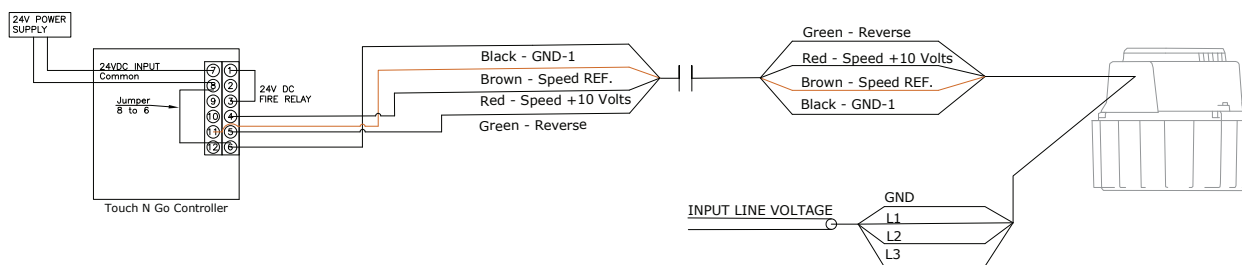 24V POWER
SUPPLY
24VDC INPUT
Common
Jumper
8 to 6
7
1
8
2
9
3
10
4
11
5
12
6
24V DC
FIRE RELAY
Touch N Go Controller
Black - GND-1
Brown - Speed REF.
Red - Speed +10 Volts
Green - Reverse
Green - Reverse
Red - Speed +10 Volts
Brown - Speed REF.
Black - GND-1
INPUT LINE VOLTAGE
GND
L1
L2
L3